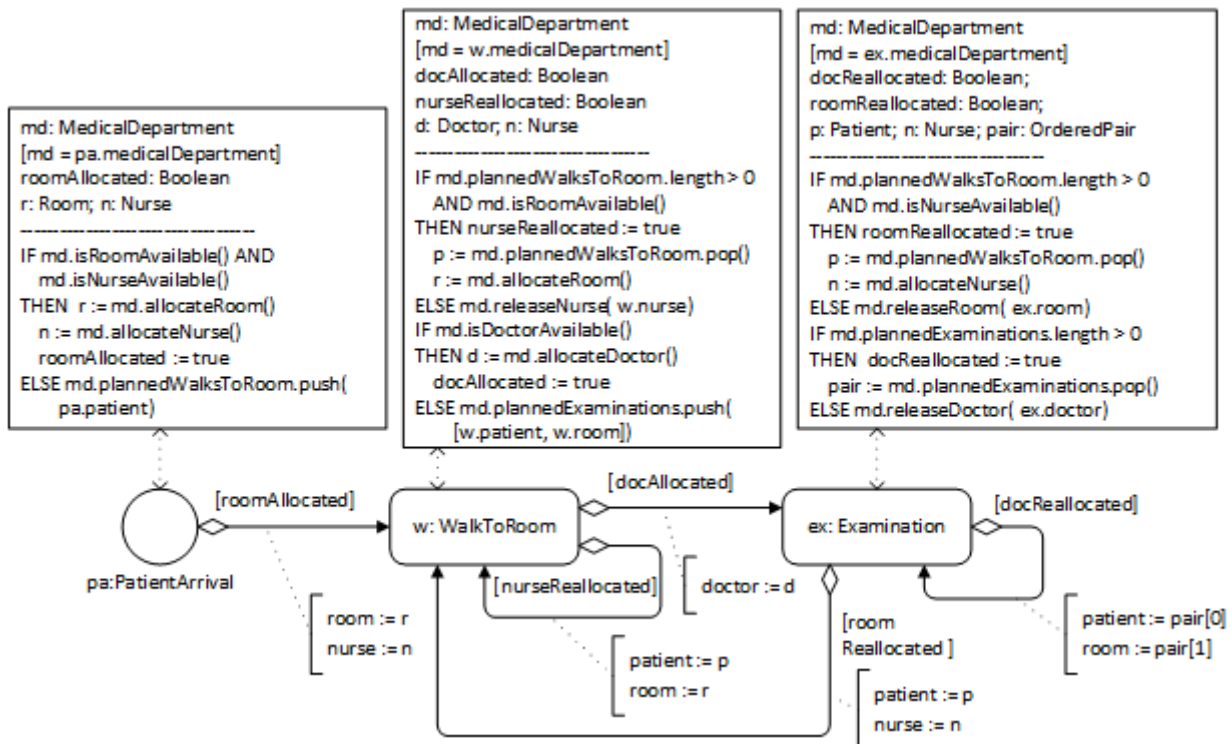 md: MedicalDepartment
[md = pa.medicalDepartment]
roomAllocated: Boolean
r: Room; n: Nurse
------------------------------------
IF md.isRoomAvailable() AND
md.isNurseAvailable()
THEN r := md.allocateRoom()
n := md.allocateNurse()
roomAllocated := true
ELSE md.plannedWalksToRoom.push(
pa.patient)
md: MedicalDepartment
[md = w.medicalDepartment]
docAllocated: Boolean
nurseReallocated: Boolean
d: Doctor; n: Nurse
------------------------------------
IF md.plannedWalksToRoom.length > 0
AND md.isRoomAvailable()
THEN nurseReallocated := true
p := md.plannedWalksToRoom.pop()
r := md.allocateRoom()
ELSE md.releaseNurse( w.nurse)
IF md.isDoctorAvailable()
THEN d := md.allocateDoctor()
docAllocated := true
ELSE md.plannedExaminations.push(
[w.patient, w.room])
md: MedicalDepartment
[md = ex.medicalDepartment]
docReallocated: Boolean;
roomReallocated: Boolean;
p: Patient; n: Nurse; pair: OrderedPair
------------------------------------
IF md.plannedWalksToRoom.length > 0
AND md.isNurseAvailable()
THEN roomReallocated := true
p := md.plannedWalksToRoom.pop()
n := md.allocateNurse()
ELSE md.releaseRoom( ex.room)
IF md.plannedExaminations.length > 0
THEN docReallocated := true
pair := md.plannedExaminations.pop()
ELSE md.releaseDoctor( ex.doctor)
[roomAllocated]
[docAllocated]
[docReallocated]
w: WalkToRoom
ex: Examination
pa:PatientArrival
[nurseReallocated]
doctor := d
room := r
nurse := n
patient := p
room := r
[room
Reallocated ]
patient := pair[0]
room := pair[1]
patient := p
nurse := n